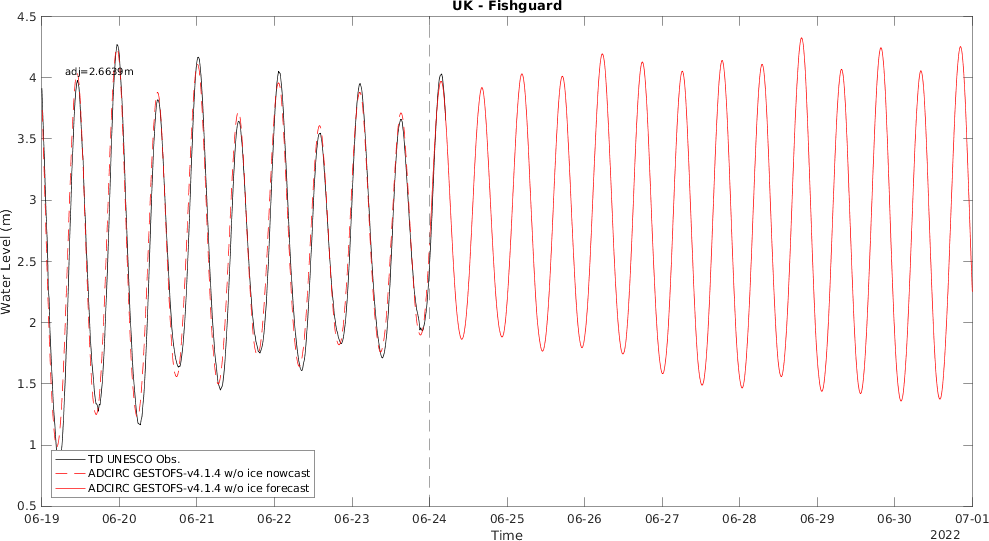 UK - Fishguard
4.5
4
3.5
3
2.5
2
1.5
1
0.5
Water Level (m)
adj=2.6639m
TD UNESCO Obs.
ADCIRC GESTOFS-v4.1.4 w/o ice nowcast
ADCIRC GESTOFS-v4.1.4 w/o ice forecast
06-19 06-20 06-21 06-22 06-23 06-24 06-25 06-26 06-27 06-28 06-29 06-30 07-01
Time
2022